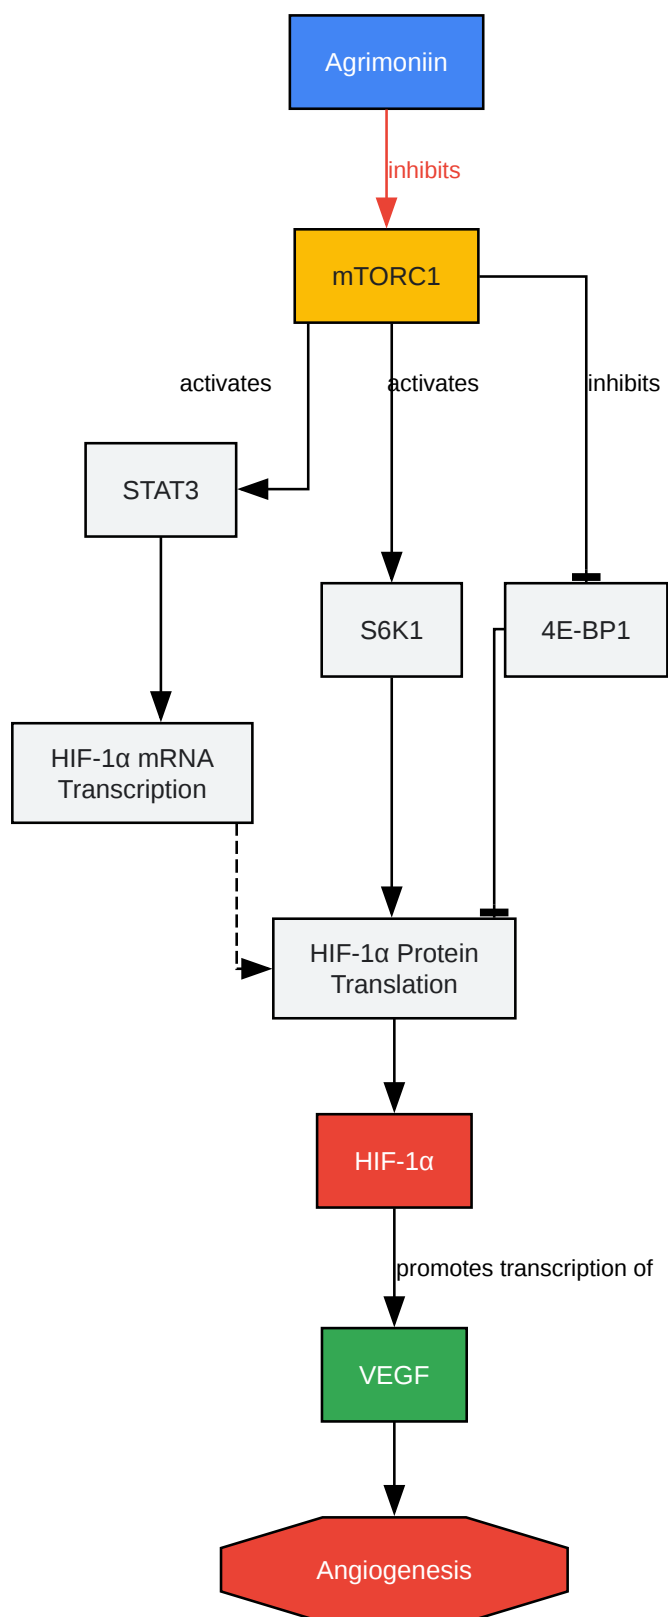 Agrimoniin
inhibits
mTORC1
activates
activates
inhibits
STAT3
S6K1
4E-BP1
HIF-1α mRNA
Transcription
HIF-1α Protein
Translation
HIF-1α
promotes transcription of
VEGF
Angiogenesis